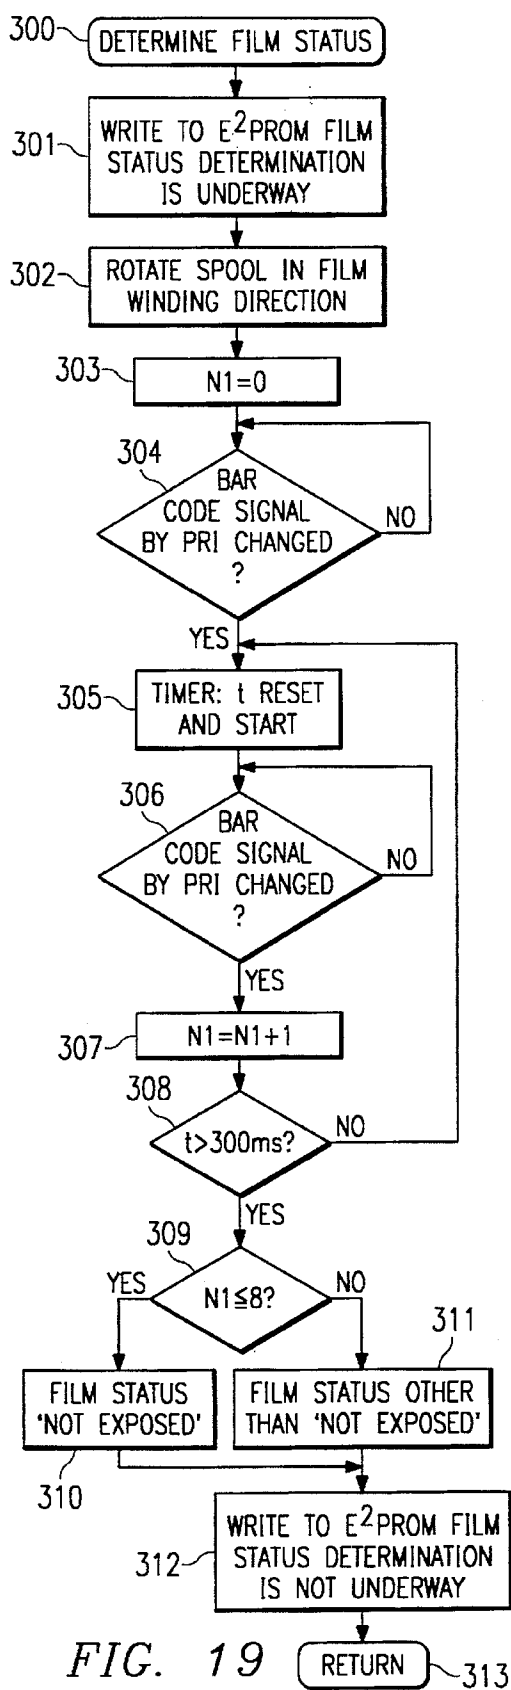 300
DETERMINE FILM STATUS
301
WRITE TO E²PROM FILM
STATUS DETERMINATION
IS UNDERWAY
302
ROTATE SPOOL IN FILM
WINDING DIRECTION
303
N1=0
304
BAR
CODE SIGNAL
BY PRI CHANGED
?
NO
YES
305
TIMER: t RESET
AND START
306
BAR
CODE SIGNAL
BY PRI CHANGED
?
NO
YES
307
N1=N1+1
308
t>300ms?
NO
YES
309
N1≦8?
YES
NO
310
FILM STATUS
'NOT EXPOSED'
311
FILM STATUS OTHER
THAN 'NOT EXPOSED'
312
WRITE TO E²PROM FILM
STATUS DETERMINATION
IS NOT UNDERWAY
RETURN
313
FIG. 19